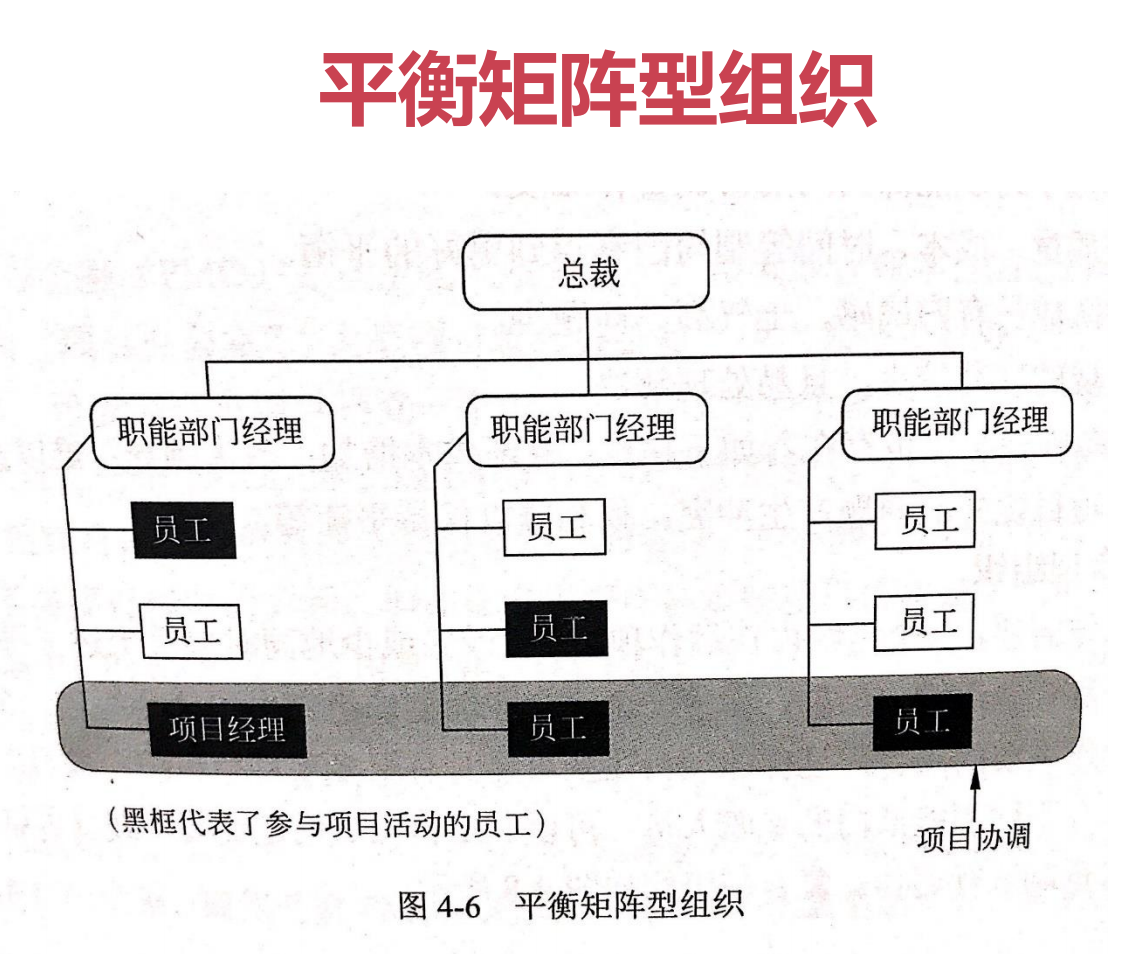 平衡矩阵型组织
总裁
职能部门经理 职能部门经理 职能部门经理
员工 员工 员工
员工 员工 员工
项目经理 员工 员工
(黑框代表了参与项目活动的员工)
项目协调
图 4-6 平衡矩阵型组织